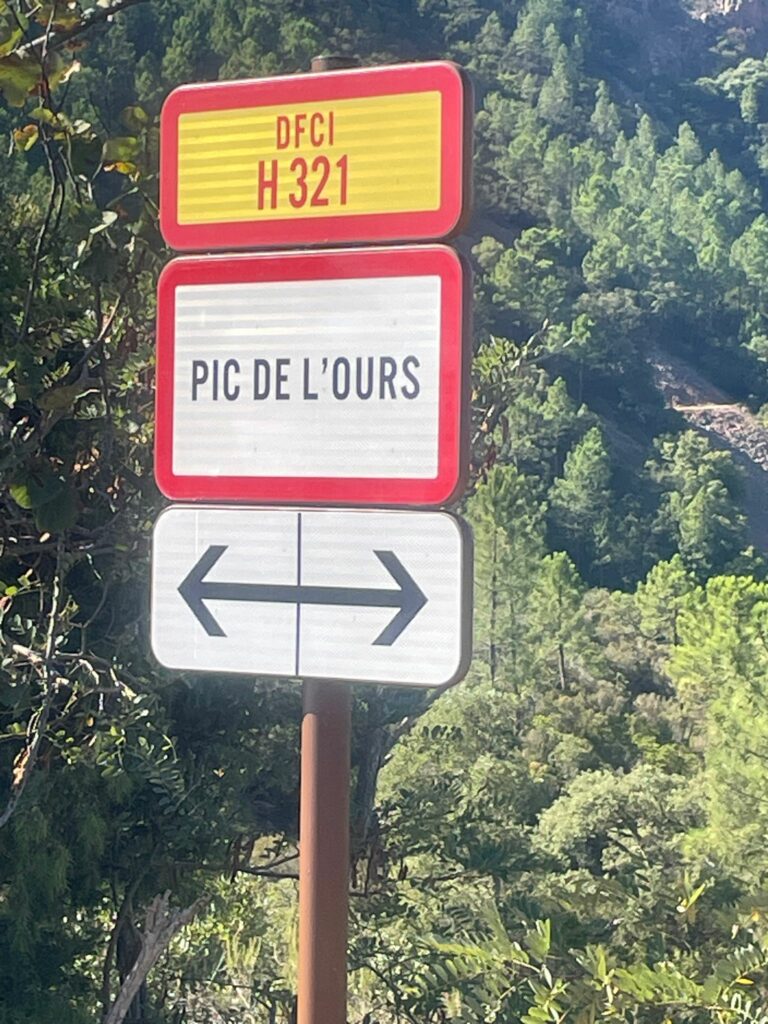 DFCI
H 321
PIC DE L'OURS